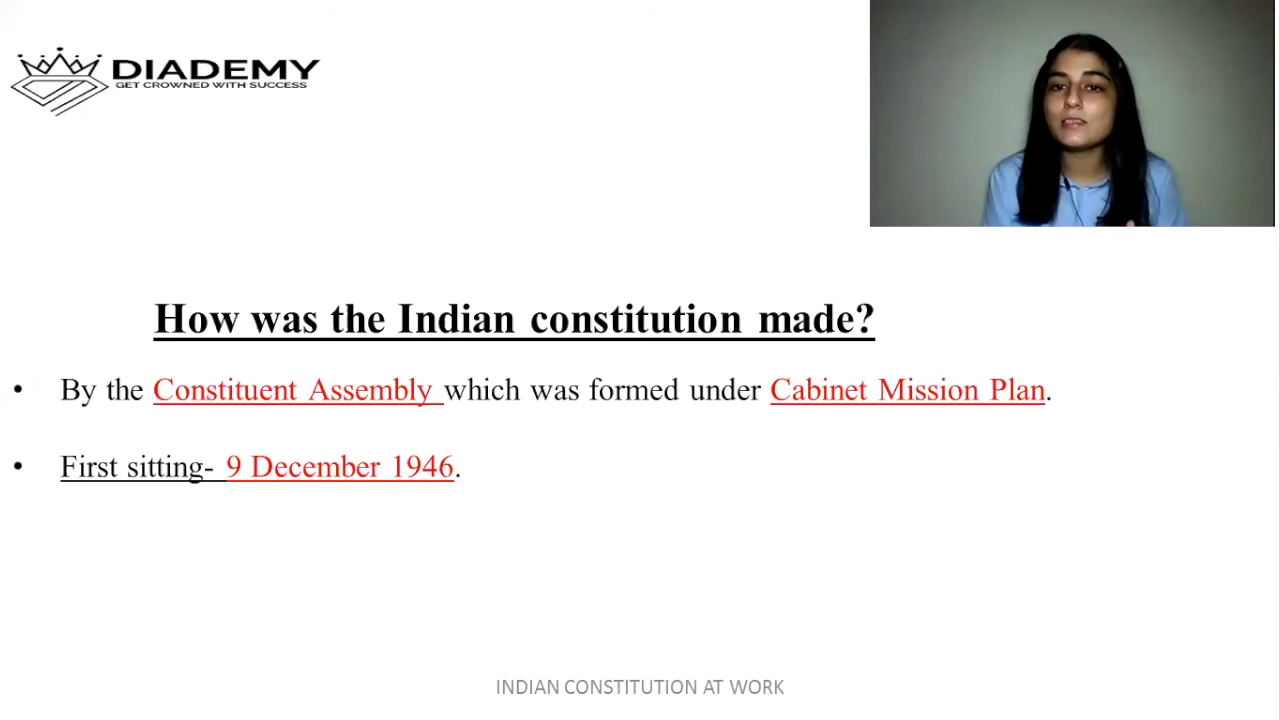 DIADEMY
GET CROWNED WITH SUCCESS
How was the Indian constitution made?
• By the Constituent Assembly which was formed under Cabinet Mission Plan.
• First sitting- 9 December 1946.
INDIAN CONSTITUTION AT WORK